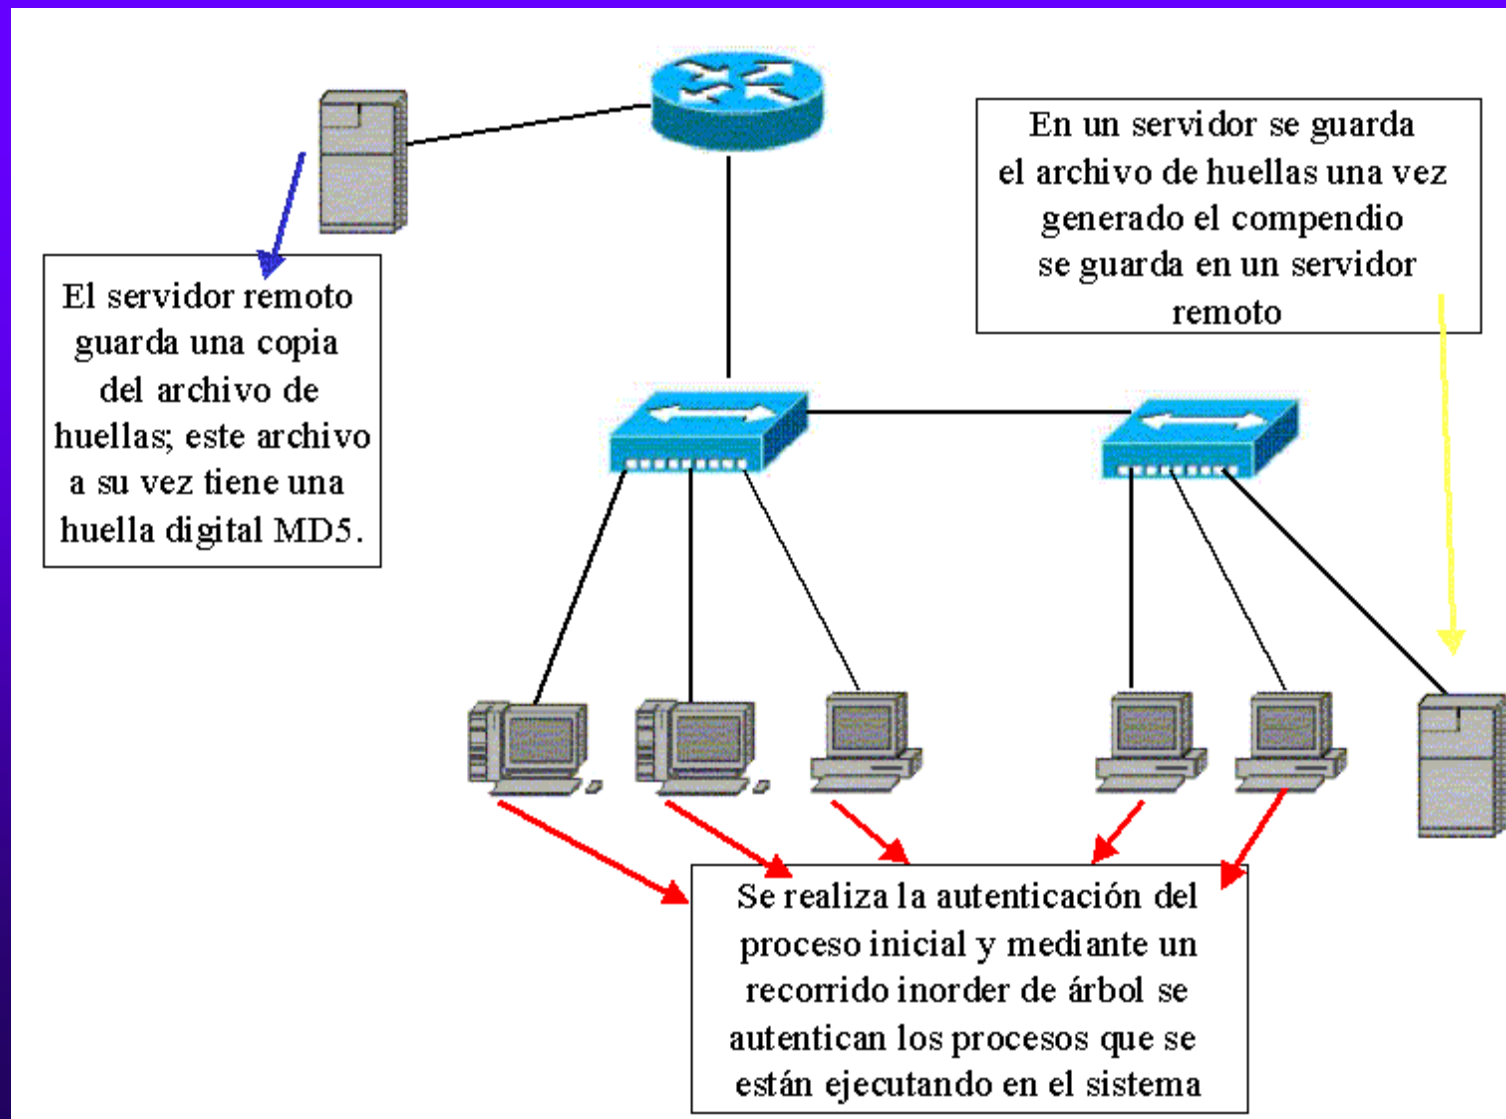 En un servidor se guarda
el archivo de huellas una vez
generado el compendio
se guarda en un servidor
remoto
El servidor remoto
guarda una copia
del archivo de
huellas; este archivo
a su vez tiene una
huella digital MD5.
Se realiza la autenticación del
proceso inicial y mediante un
recorrido inorder de árbol se
autentican los procesos que se
están ejecutando en el sistema